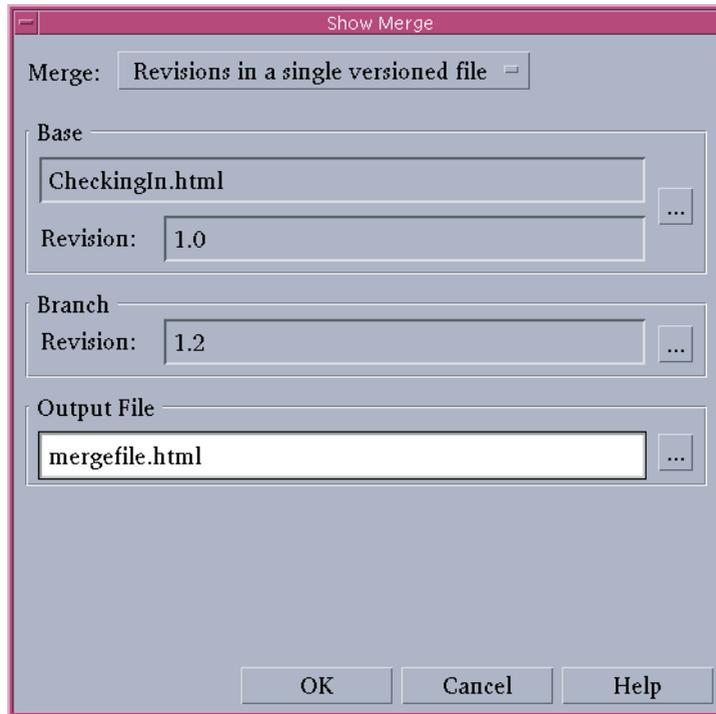 Show Merge
Merge: Revisions in a single versioned file
Base
CheckingIn.html
...
Revision: 1.0
Branch
Revision: 1.2
...
Output File
mergefile.html
...
OK Cancel Help